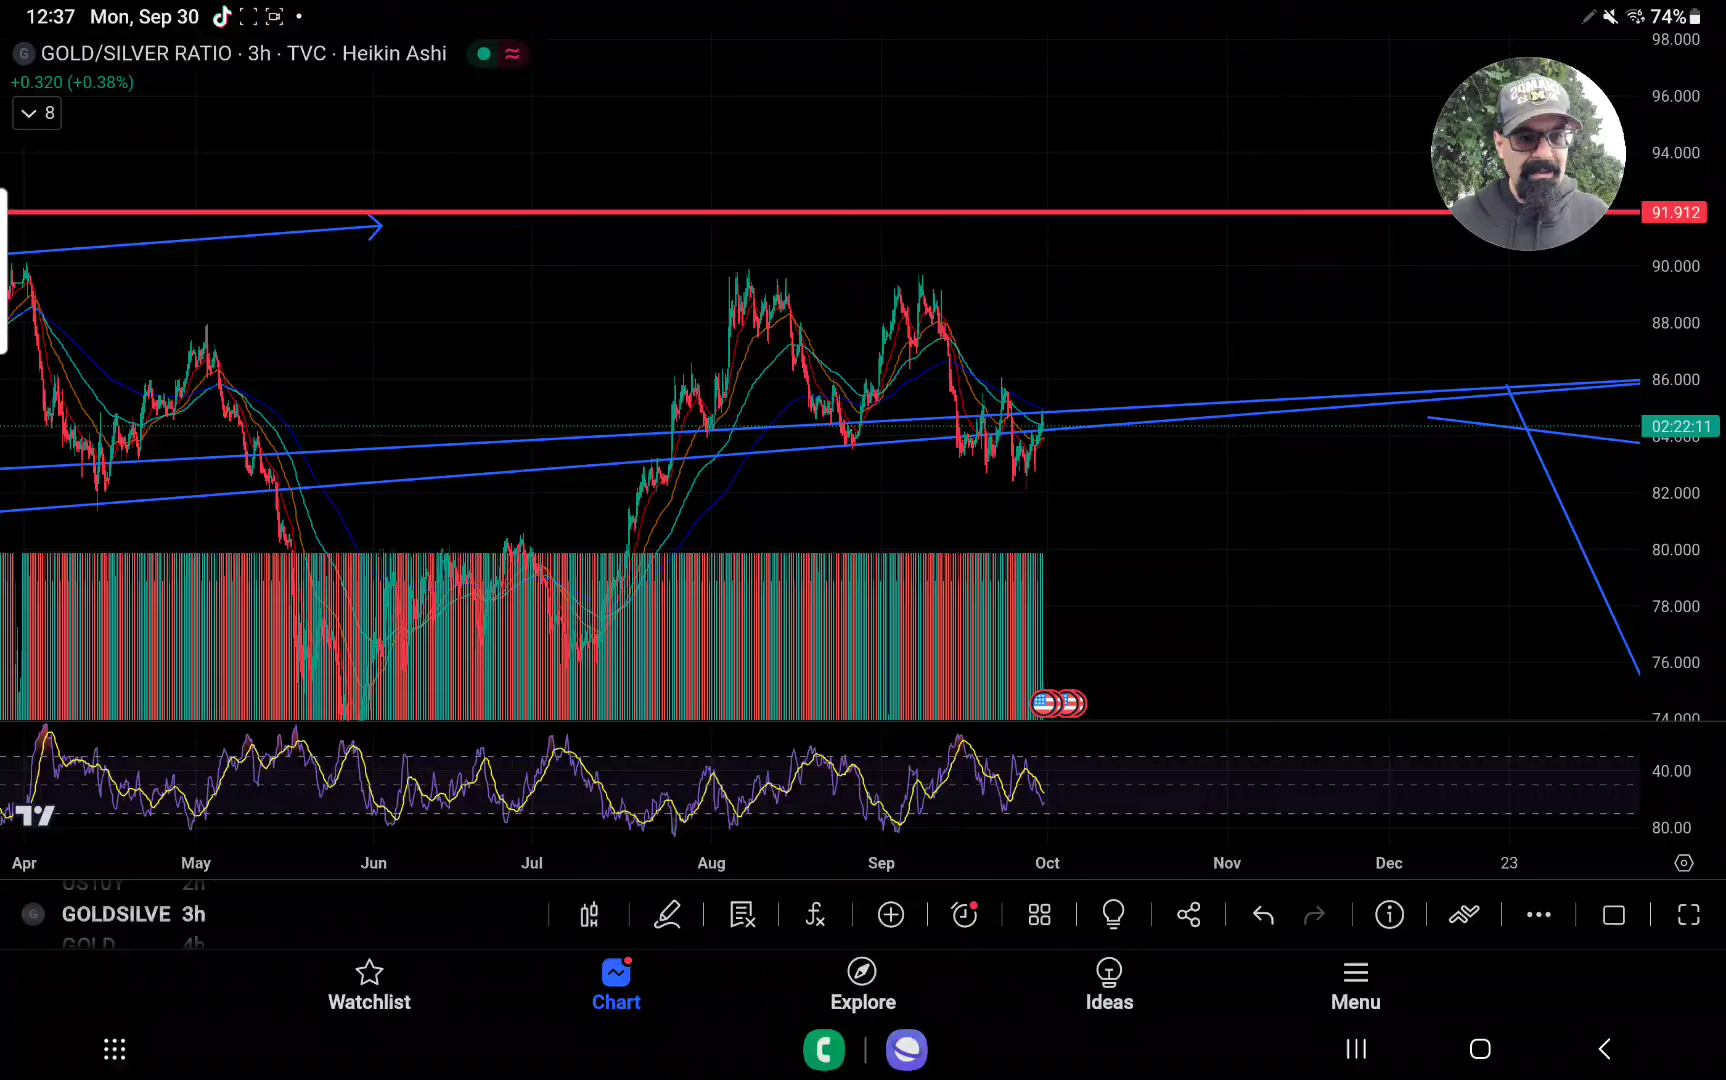 12:37 Mon, Sep 30 74%
GOLD/SILVER RATIO · 3h · TVC · Heikin Ashi
+0.320 (+0.38%)
8
98.000
96.000
94.000
91.912
90.000
88.000
86.000
02:22:11
84.000
82.000
80.000
78.000
76.000
74.000
40.00
80.00
Apr May Jun Jul Aug Sep Oct Nov Dec 23
US10Y 2h
GOLDSILVE 3h
GOLD 4h
Watchlist Chart Explore Ideas Menu